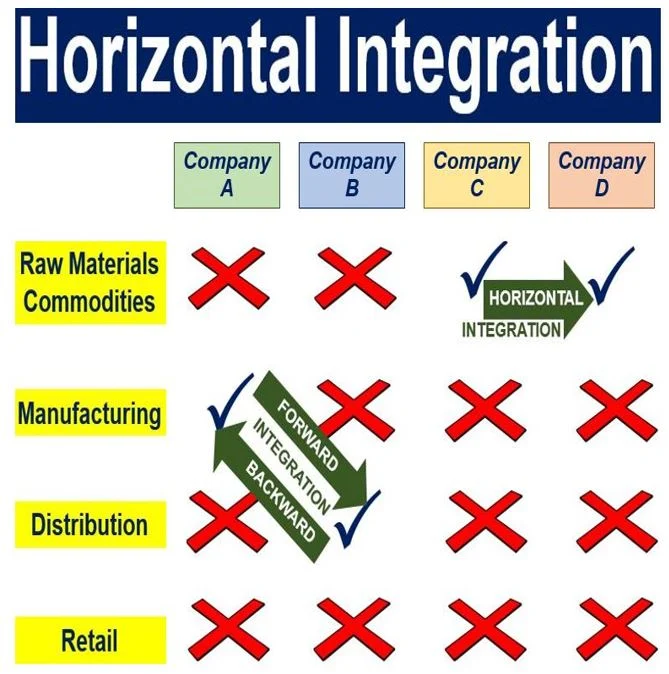 Horizontal Integration
Company
A
Company
B
Company
C
Company
D
Raw Materials
Commodities
HORIZONTAL
INTEGRATION
Manufacturing
FORWARD
INTEGRATION
BACKWARD
Distribution
Retail